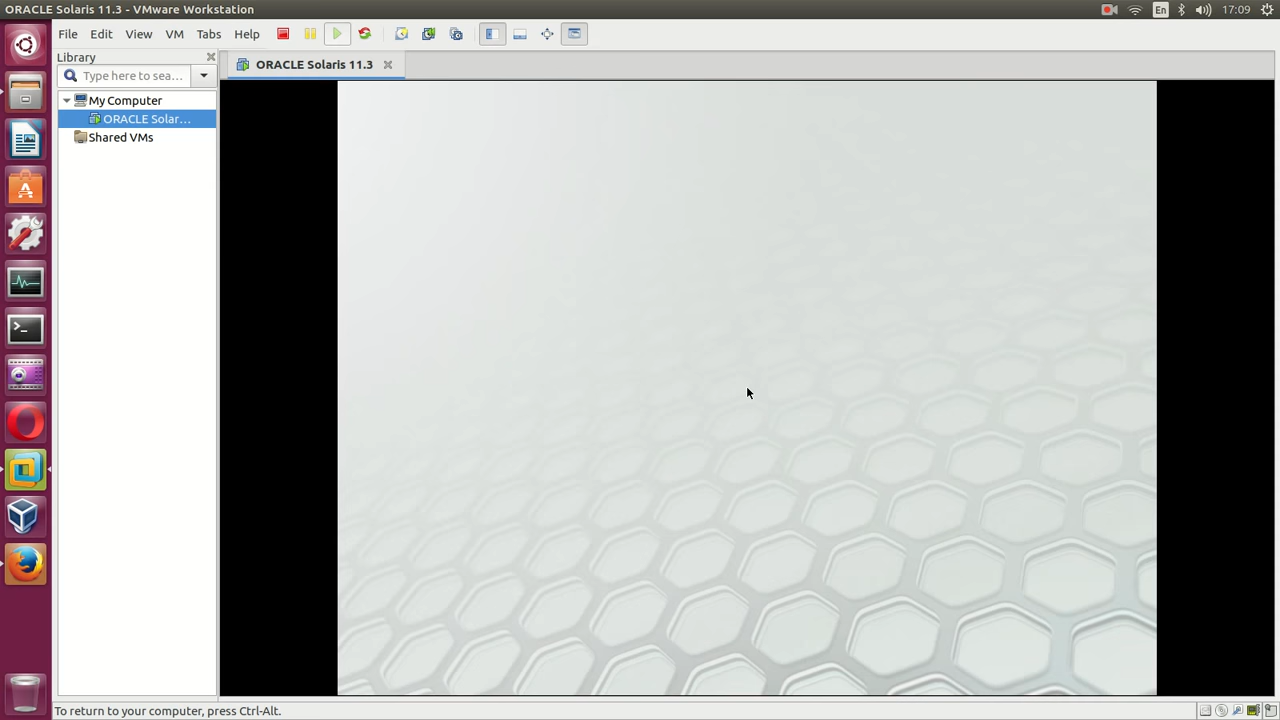 ORACLE Solaris 11.3 - VMware Workstation
En
17:09
File Edit View VM Tabs Help
Library
Type here to sea...
ORACLE Solaris 11.3
My Computer
ORACLE Solar...
Shared VMs
To return to your computer, press Ctrl-Alt.